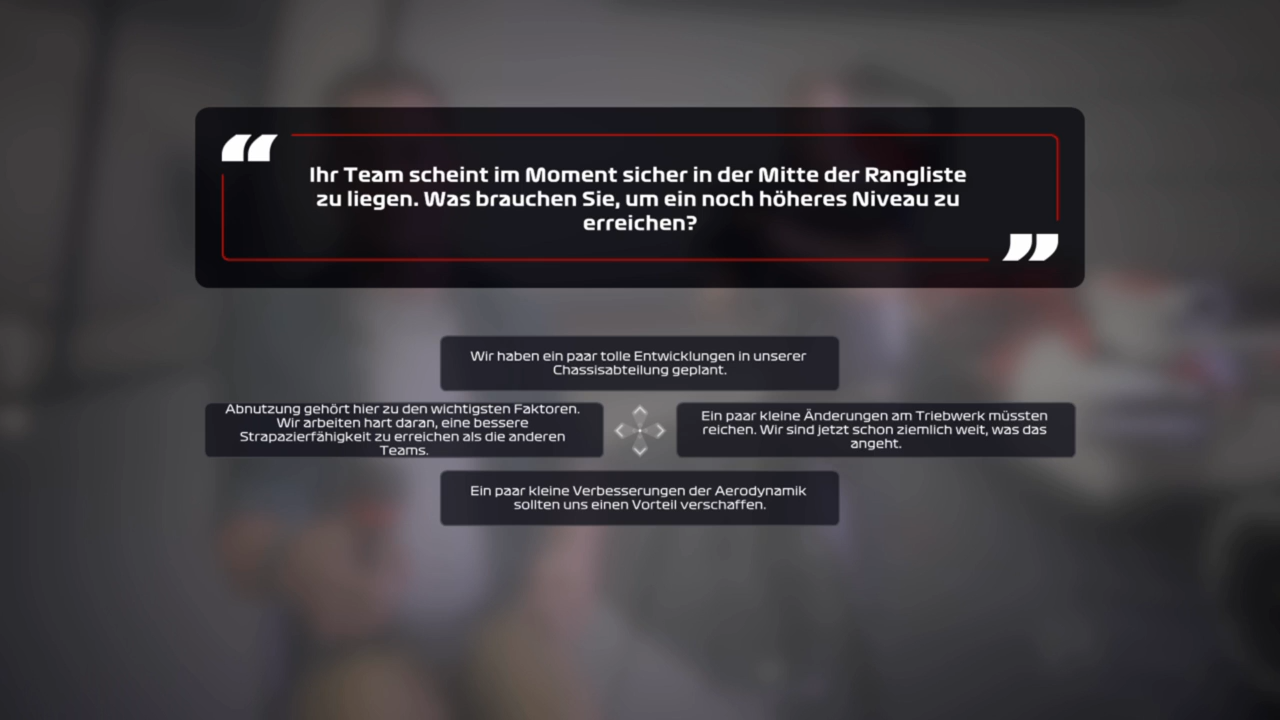 Ihr Team scheint im Moment sicher in der Mitte der Rangliste
zu liegen. Was brauchen Sie, um ein noch höheres Niveau zu
erreichen?
Wir haben ein paar tolle Entwicklungen in unserer
Chassisabteilung geplant.
Abnutzung gehört hier zu den wichtigsten Faktoren.
Wir arbeiten hart daran, eine bessere
Strapazierfähigkeit zu erreichen als die anderen
Teams.
Ein paar kleine Änderungen am Triebwerk müssten
reichen. Wir sind jetzt schon ziemlich weit, was das
angeht.
Ein paar kleine Verbesserungen der Aerodynamik
sollten uns einen Vorteil verschaffen.